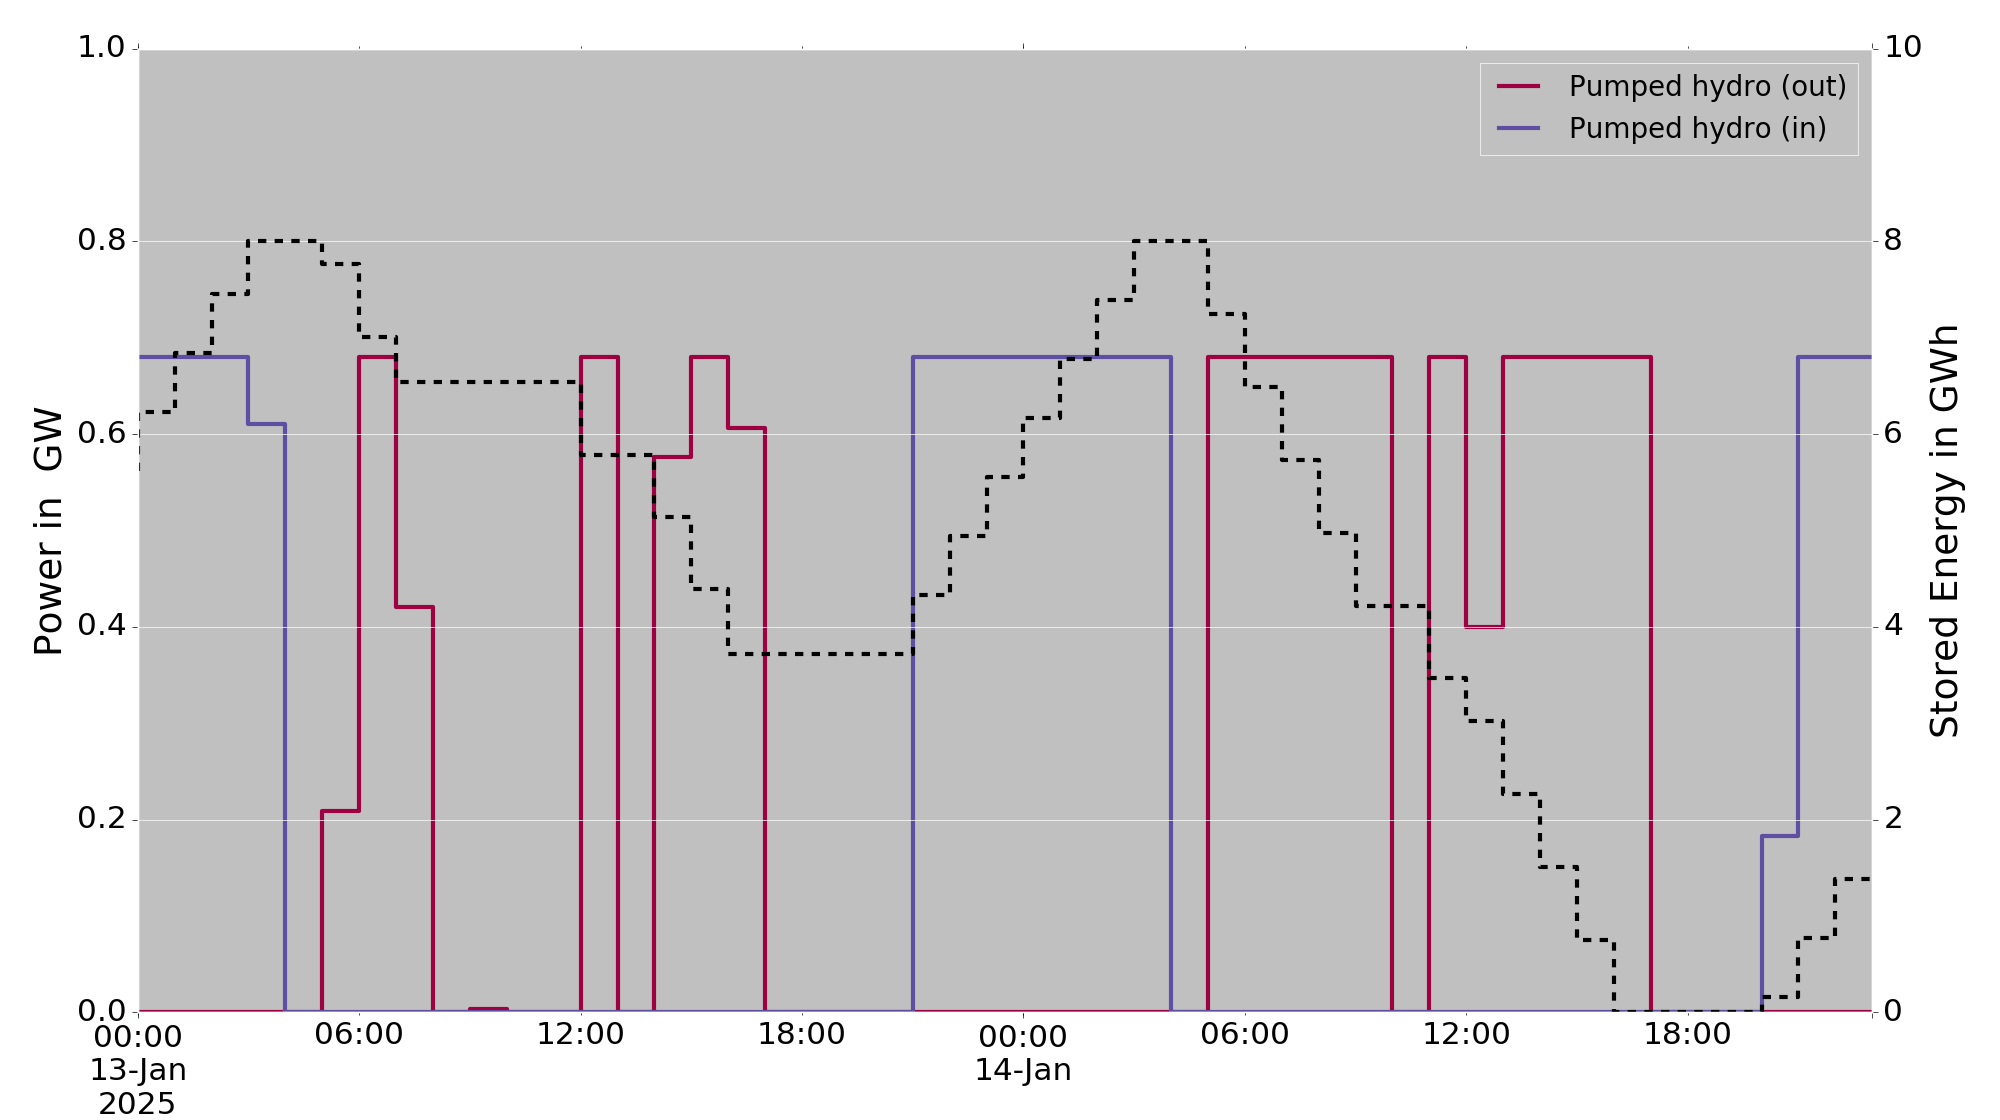 1.0
0.8
0.6
0.4
0.2
0.0
Power in  GW
10
8
6
4
2
0
Stored Energy in GWh
Pumped hydro (out)
Pumped hydro (in)
00:00 06:00 12:00 18:00 00:00 06:00 12:00 18:00
13-Jan 14-Jan
2025